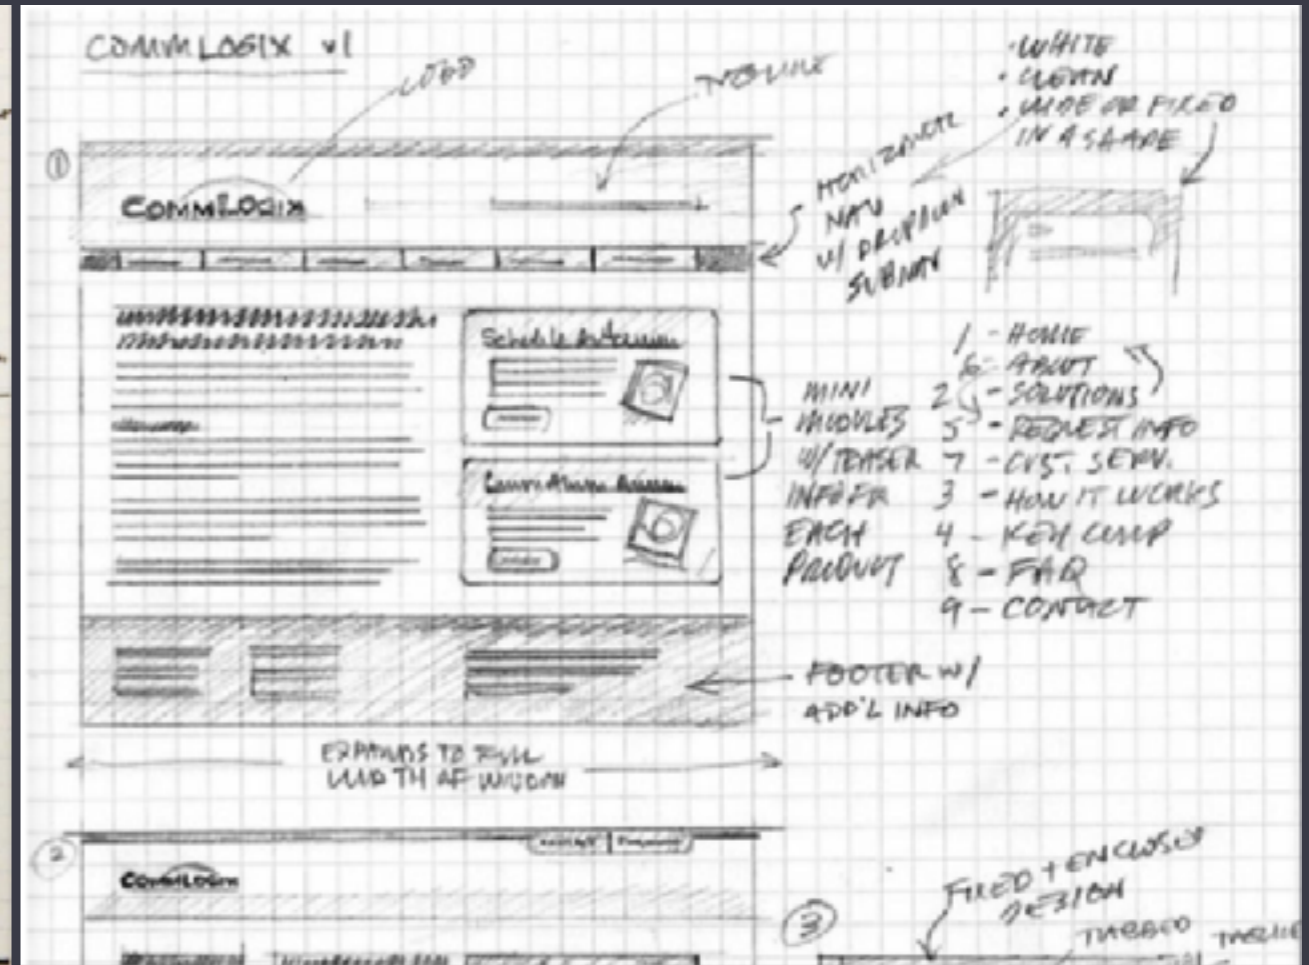 COMMLOGIX v1
LOGO
TAGLINE
• WHITE
• CLEAN
• WIDE OR FIXED
IN A SHAPE
1
COMMLOGIX
HORIZONTAL
NAV
W/ DROPDOWN
SUBNAV
MINI
MODULES
W/ TEASER
INFO FR
EACH
PRODUCT
1 - HOME
6 - ABOUT
2 - SOLUTIONS
5 - REQUEST INFO
7 - CUST. SERV.
3 - HOW IT WORKS
4 - KEY COMP
8 - FAQ
9 - CONTACT
FOOTER W/
ADD'L INFO
EXPANDS TO FULL
WIDTH OF WINDOW
2
COMMLOGIX
3
FIXED + ENCLOSED
DESIGN
TABBED
TAGLINE